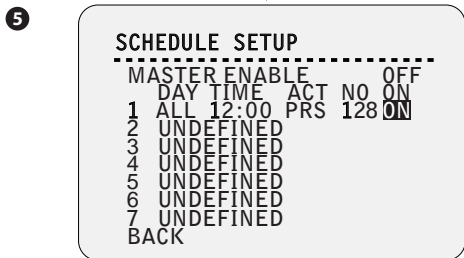 5
SCHEDULE SETUP
MASTER ENABLE OFF
DAY TIME ACT NO ON
1 ALL 12:00 PRS 128 ON
2 UNDEFINED
3 UNDEFINED
4 UNDEFINED
5 UNDEFINED
6 UNDEFINED
7 UNDEFINED
BACK